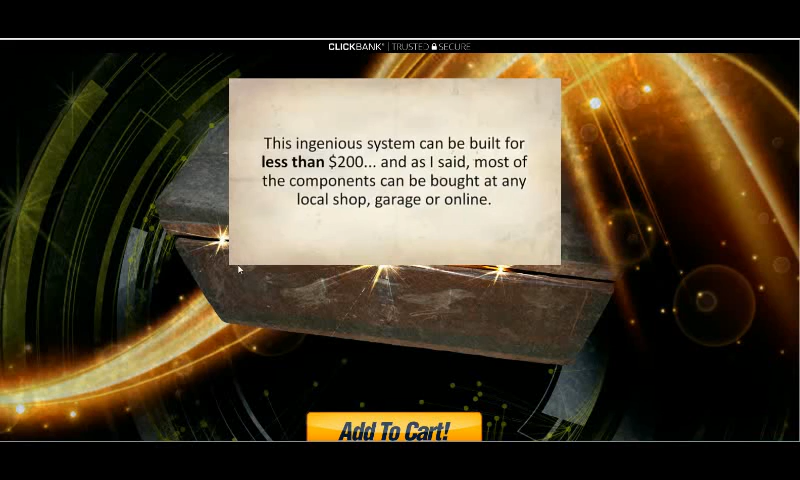 CLICKBANK® | TRUSTED SECURE
This ingenious system can be built for
less than $200... and as I said, most of
the components can be bought at any
local shop, garage or online.
Add To Cart!